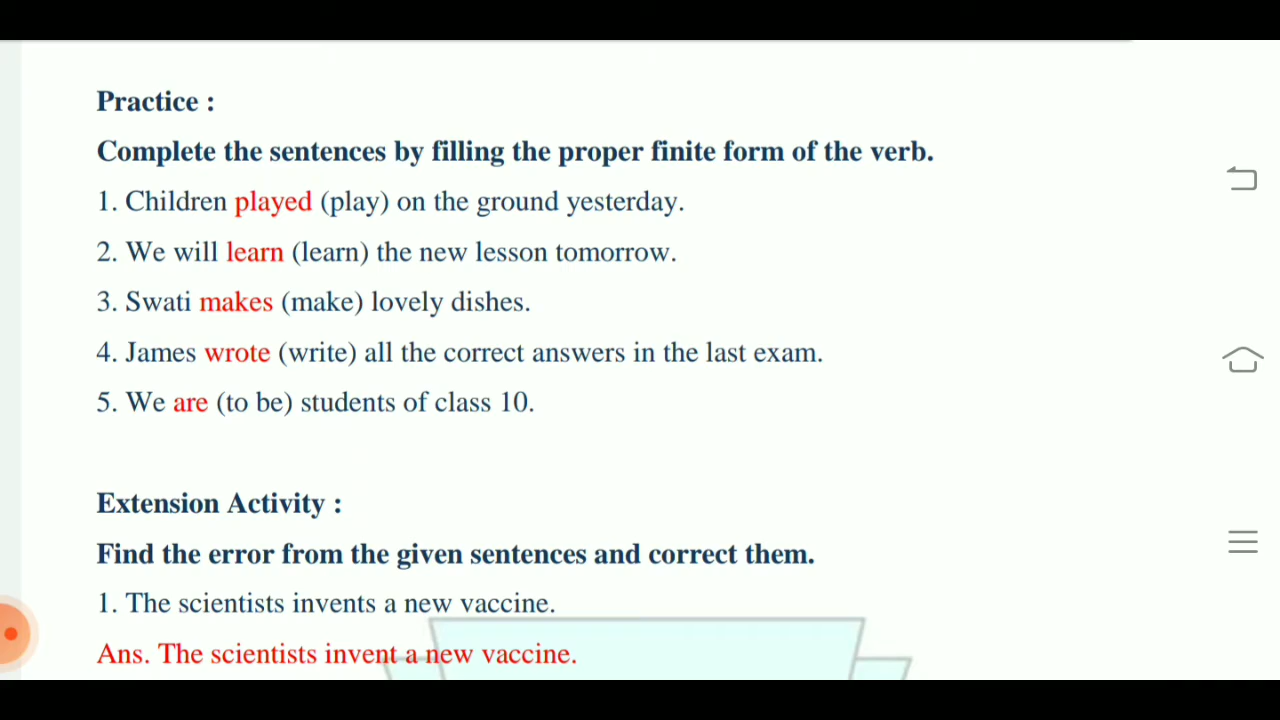 Practice :
Complete the sentences by filling the proper finite form of the verb.
1. Children played (play) on the ground yesterday.
2. We will learn (learn) the new lesson tomorrow.
3. Swati makes (make) lovely dishes.
4. James wrote (write) all the correct answers in the last exam.
5. We are (to be) students of class 10.
Extension Activity :
Find the error from the given sentences and correct them.
1. The scientists invents a new vaccine.
Ans. The scientists invent a new vaccine.